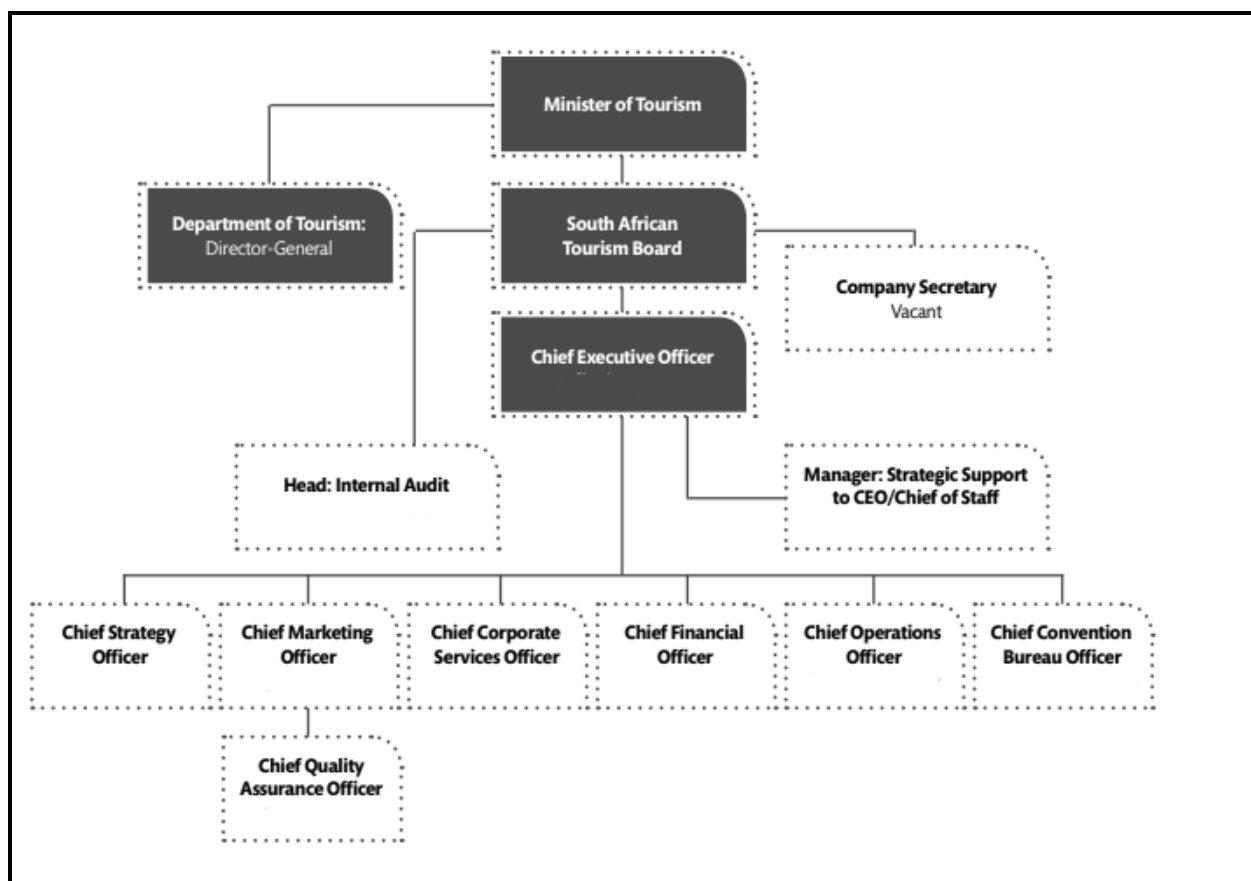 Minister of Tourism
Department of Tourism:
Director-General
South African
Tourism Board
Company Secretary
Vacant
Chief Executive Officer
Head: Internal Audit
Manager: Strategic Support
to CEO/Chief of Staff
Chief Strategy
Officer
Chief Marketing
Officer
Chief Corporate
Services Officer
Chief Financial
Officer
Chief Operations
Officer
Chief Convention
Bureau Officer
Chief Quality
Assurance Officer